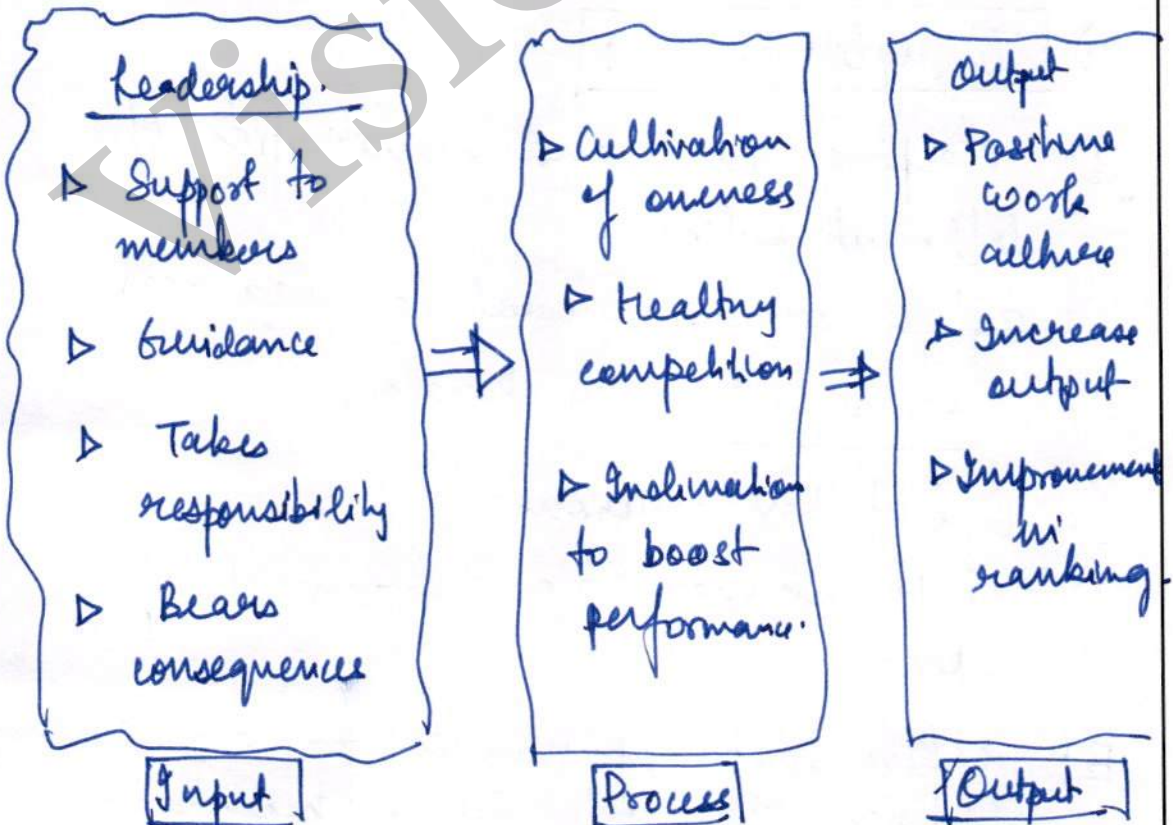 Leadership.
▷ Support to
members
▷ Guidance
▷ Takes
responsibility
▷ Bears
consequences
Input
▷ Cultivation
of oneness
▷ Healthy
competition
▷ Inclination
to boost
performance.
Process
Output
▷ Positive
work
culture
▷ Increase
output
▷ Improvement
in
ranking.
Output